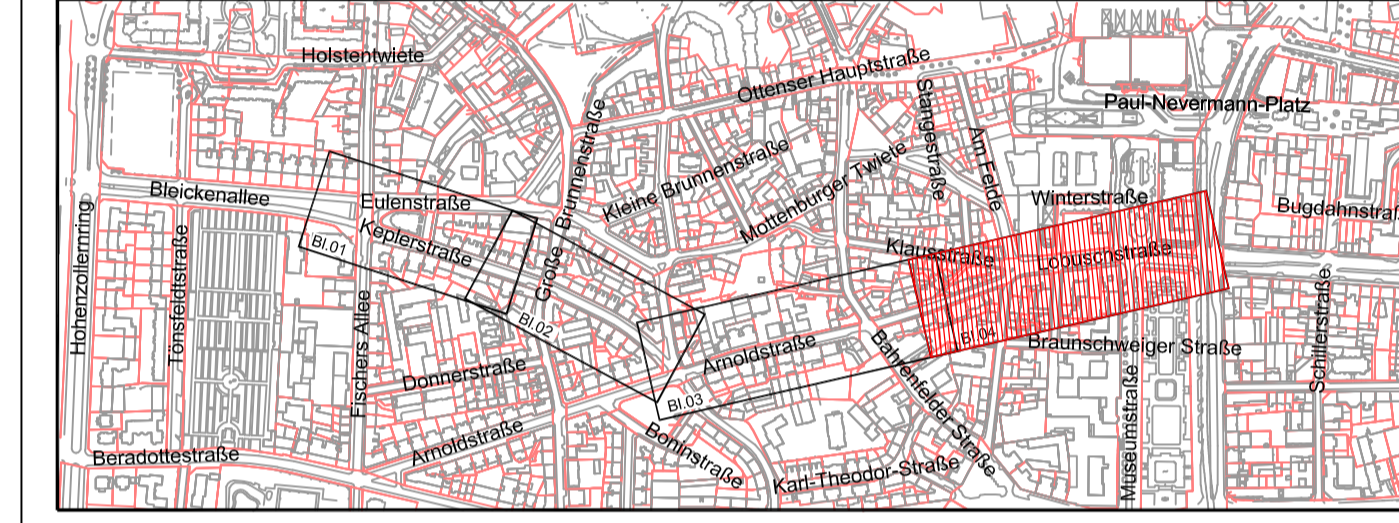 Holstentwiete
Ottenser Hauptstraße
Paul-Nevermann-Platz
Stangestraße
Am Felde
Große Brunnenstraße
Kleine Brunnenstraße
Mottenburger Twiete
Bleickenallee
Eulenstraße
Keplerstraße
Winterstraße
Bugdahnstraß
Klausstraße
Lobuschstraße
Hohenzollernring
Tönsfeldtstraße
Fischers Allee
Bl.01
Bl.02
Bl.03
Bl.04
Arnoldstraße
Bahrenfelder Straße
Braunschweiger Straße
Schillerstraße
Museumstraße
Donnerstraße
Arnoldstraße
Boninstraße
Karl-Theodor-Straße
Beradottestraße